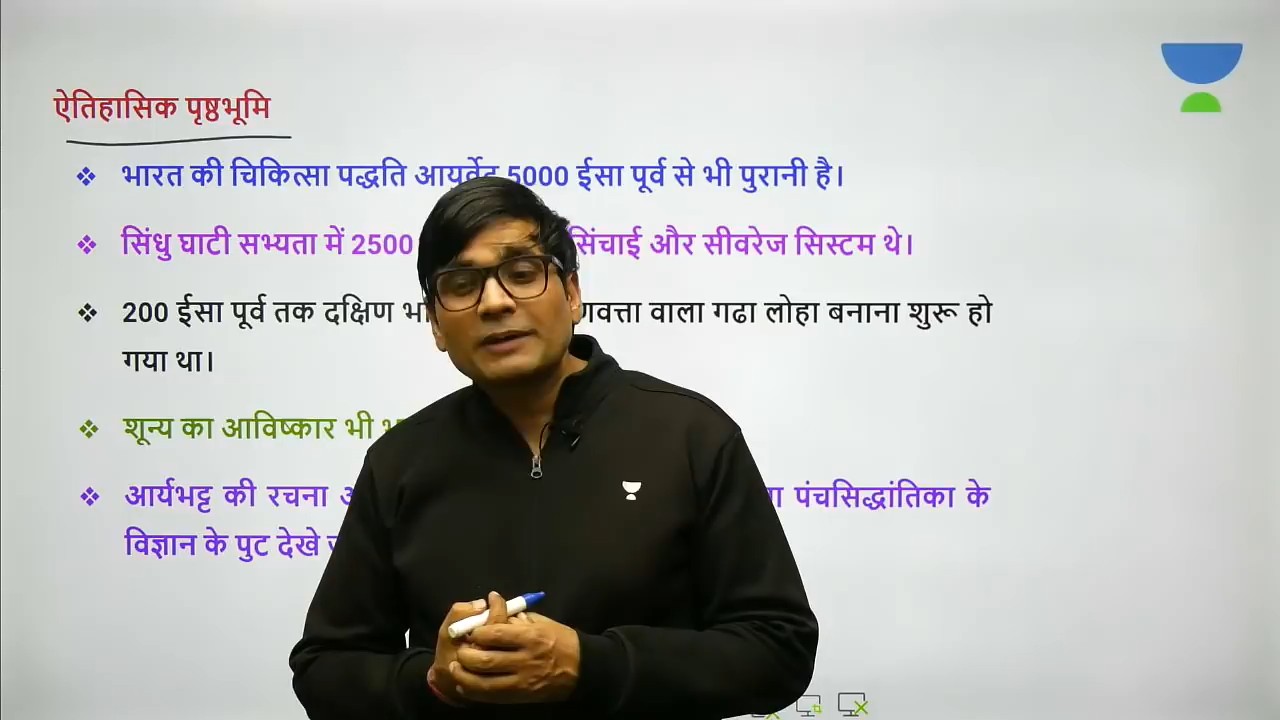 ऐतिहासिक पृष्ठभूमि
❖ भारत की चिकित्सा पद्धति आयुर्वेद 5000 ईसा पूर्व से भी पुरानी है।
❖ सिंधु घाटी सभ्यता में 2500 सिंचाई और सीवरेज सिस्टम थे।
❖ 200 ईसा पूर्व तक दक्षिण वाला गढा लोहा बनाना शुरू हो
गया था।
❖ शून्य का आविष्कार भी
❖ आर्यभट्ट की रचना पंचसिद्धांतिका के
विज्ञान के पुट देखे